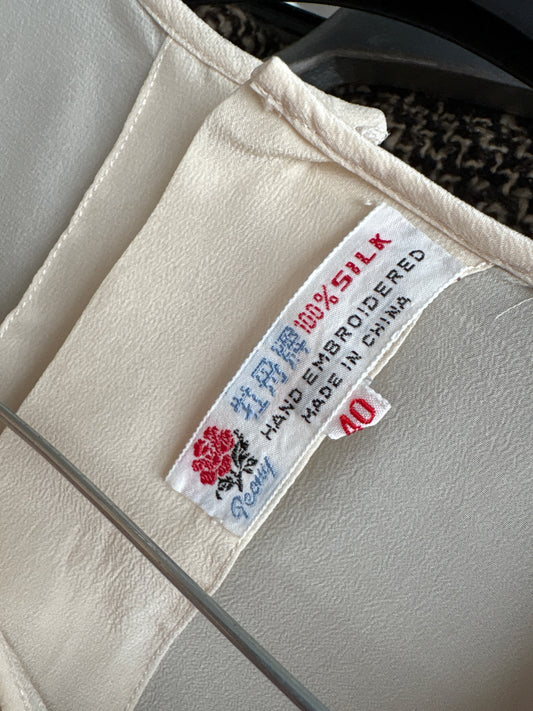 牡丹牌 100% SILK
HAND EMBROIDERED
MADE IN CHINA
Peony
40